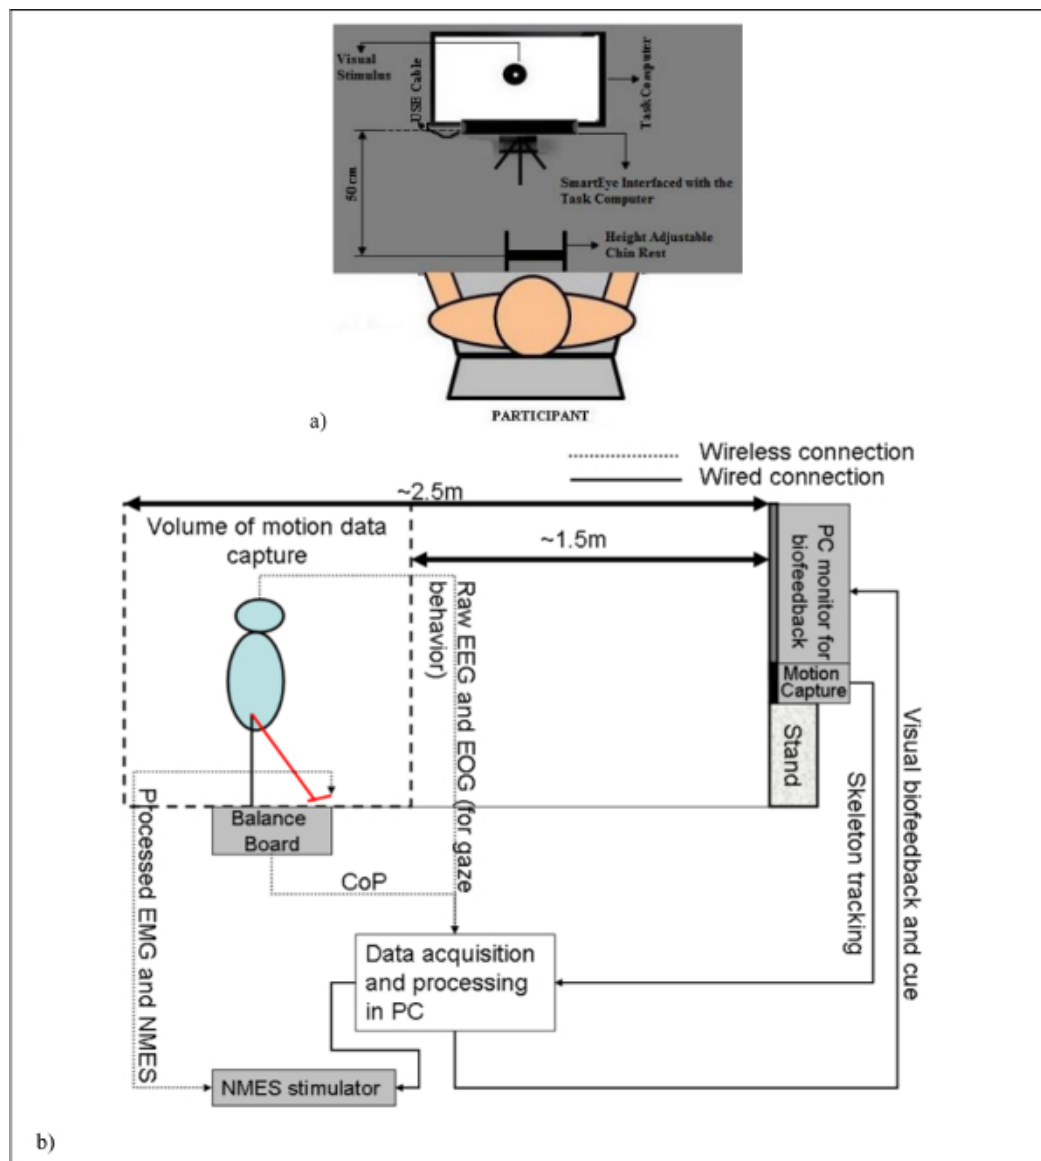 Visual
Stimulus
USB Cable
TaskComputer
50 cm
SmartEye Interfaced with the
Task Computer
Height Adjustable
Chin Rest
PARTICIPANT
a)
Wireless connection
Wired connection
~2.5m
Volume of motion data
capture
~1.5m
PC monitor for
biofeedback
Motion
Capture
Stand
Raw EEG and EOG (for gaze
behavior)
Balance
Board
CoP
Processed EMG and NMES
Skeleton tracking
Visual biofeedback and cue
Data acquisition
and processing
in PC
NMES stimulator
b)